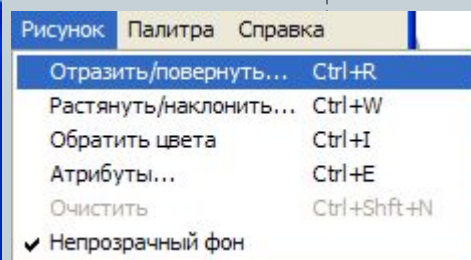 Рисунок Палитра Справка
Отразить/повернуть... Ctrl+R
Растянуть/наклонить... Ctrl+W
Обратить цвета Ctrl+I
Атрибуты... Ctrl+E
Очистить Ctrl+Shft+N
Непрозрачный фон